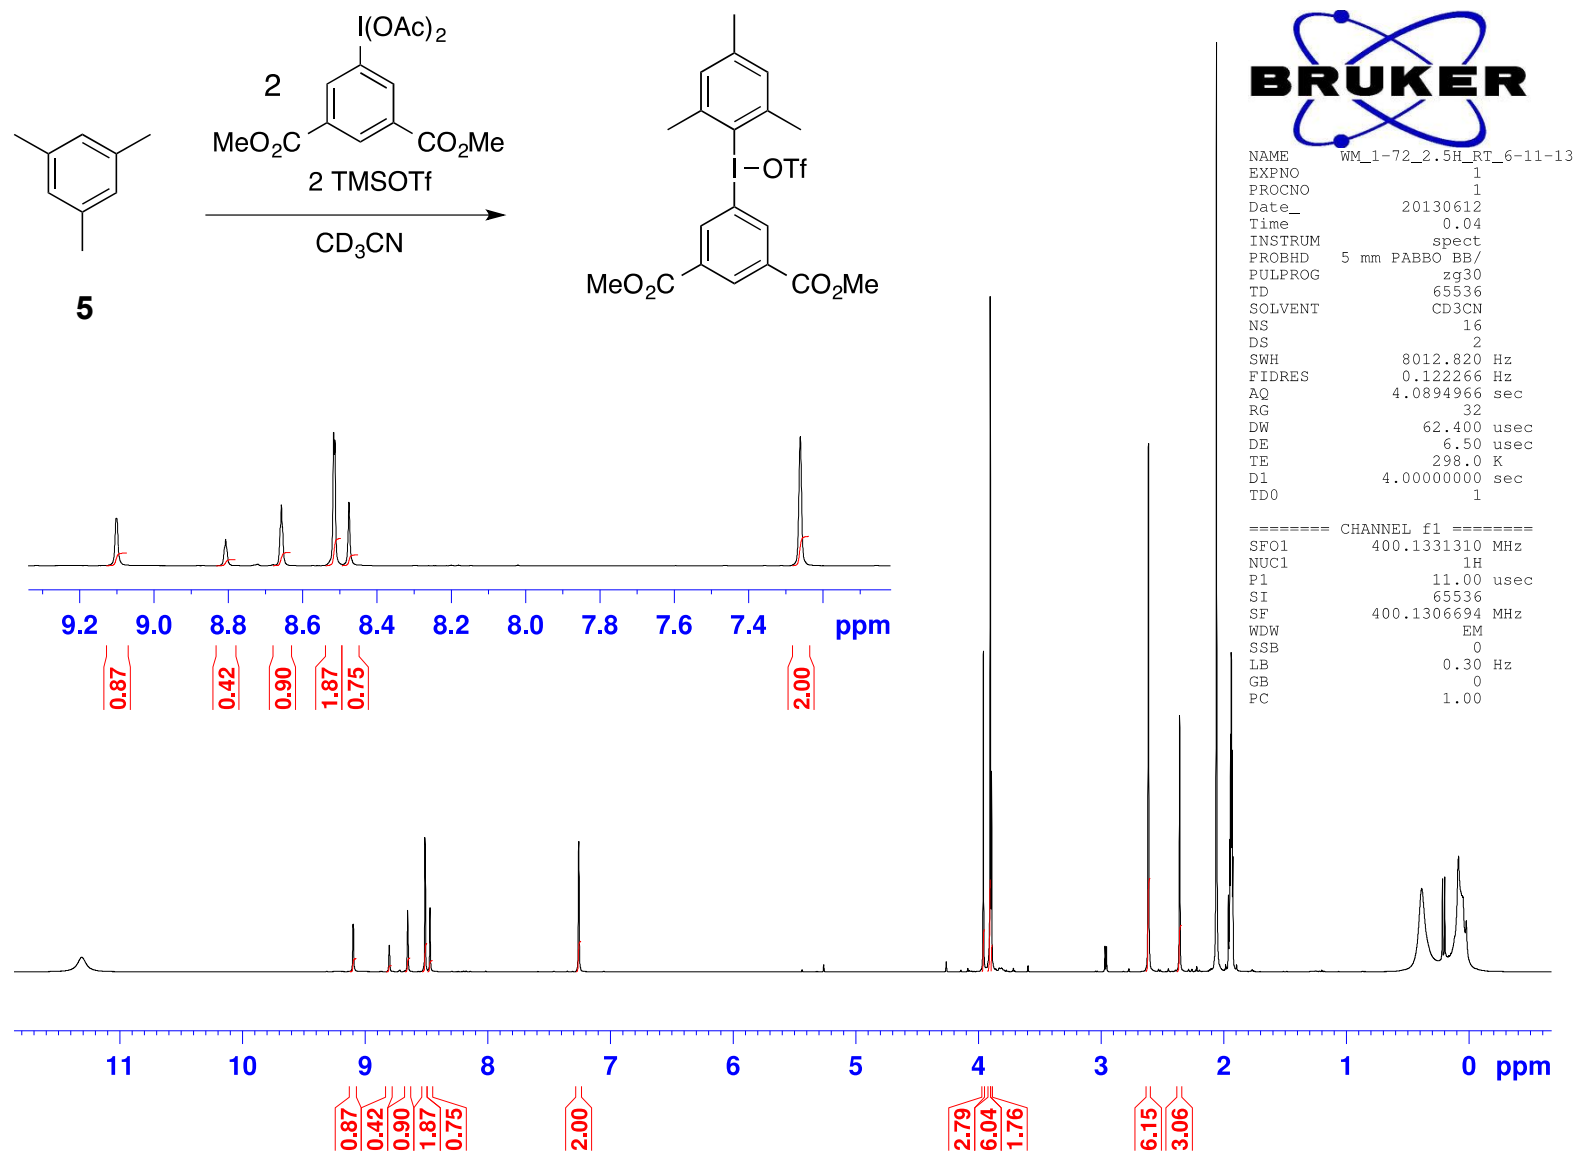 I(OAc)2
2
MeO2C
CO2Me
2 TMSOTf
CD3CN
5
I–OTf
MeO2C
CO2Me
BRUKER
NAME WM_1-72_2.5H_RT_6-11-13
EXPNO 1
PROCNO 1
Date_ 20130612
Time 0.04
INSTRUM spect
PROBHD 5 mm PABBO BB/
PULPROG zg30
TD 65536
SOLVENT CD3CN
NS 16
DS 2
SWH 8012.820 Hz
FIDRES 0.122266 Hz
AQ 4.0894966 sec
RG 32
DW 62.400 usec
DE 6.50 usec
TE 298.0 K
D1 4.00000000 sec
TD0 1
======== CHANNEL f1 ========
SFO1 400.1331310 MHz
NUC1 1H
P1 11.00 usec
SI 65536
SF 400.1306694 MHz
WDW EM
SSB 0
LB 0.30 Hz
GB 0
PC 1.00
9.2 9.0 8.8 8.6 8.4 8.2 8.0 7.8 7.6 7.4 ppm
0.87 0.42 0.90 1.87 0.75 2.00
11 10 9 8 7 6 5 4 3 2 1 0 ppm
0.87 0.42 0.90 1.87 0.75 2.00 2.79 6.04 1.76 6.15 3.06